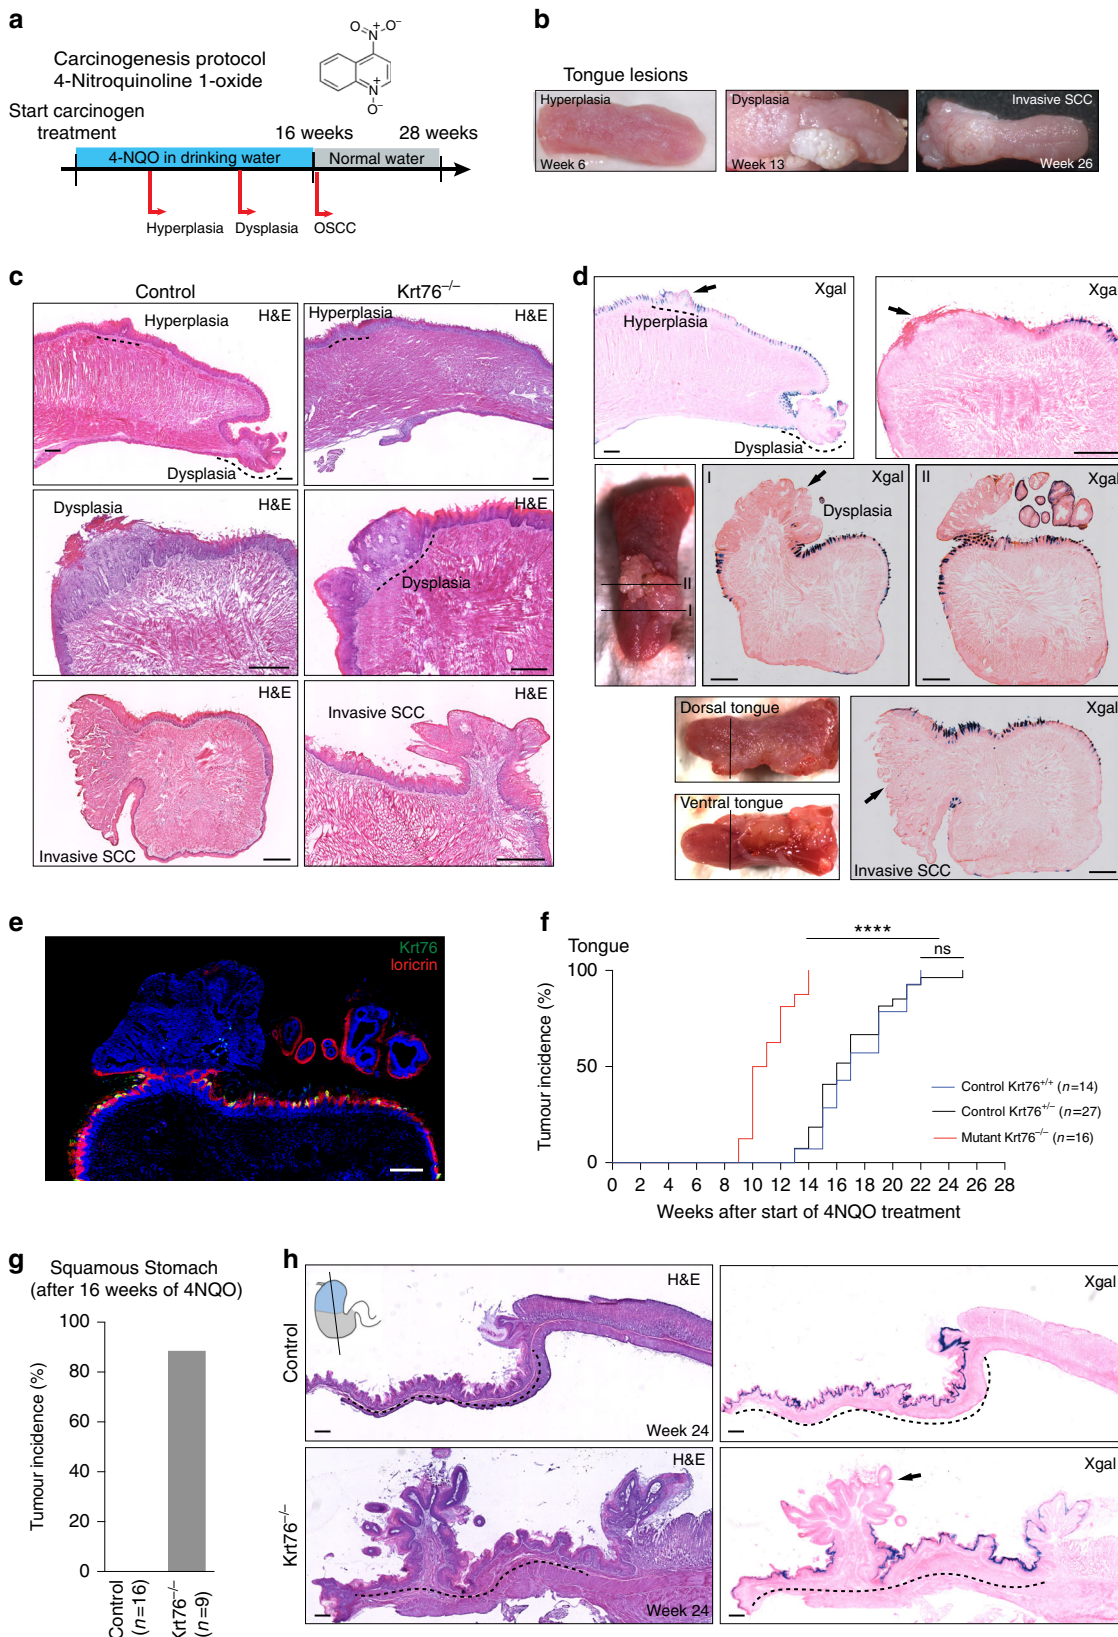 a
Carcinogenesis protocol
4-Nitroquinoline 1-oxide
O N⁺ O⁻
N⁺
O⁻
Start carcinogen
treatment
16 weeks
28 weeks
4-NQO in drinking water
Normal water
Hyperplasia
Dysplasia
OSCC
b
Tongue lesions
Hyperplasia
Week 6
Dysplasia
Week 13
Invasive SCC
Week 26
c
Control
Krt76⁻/⁻
Hyperplasia
H&E
Dysplasia
Hyperplasia
H&E
Dysplasia
H&E
H&E
Dysplasia
H&E
Invasive SCC
H&E
Invasive SCC
d
Xgal
Hyperplasia
Dysplasia
Xgal
II
I
I
Xgal
Dysplasia
II
Xgal
Dorsal tongue
Ventral tongue
Xgal
Invasive SCC
e
Krt76
loricrin
f
Tongue
****
ns
Tumour incidence (%)
100
50
0
0 2 4 6 8 10 12 14 16 18 20 22 24 26 28
Weeks after start of 4NQO treatment
Control Krt76⁺/⁺ (n=14)
Control Krt76⁺/⁻ (n=27)
Mutant Krt76⁻/⁻ (n=16)
g
Squamous Stomach
(after 16 weeks of 4NQO)
Tumour incidence (%)
100
80
60
40
20
0
Control
(n=16)
Krt76⁻/⁻
(n=9)
h
Control
H&E
Week 24
Xgal
Krt76⁻/⁻
H&E
Week 24
Xgal